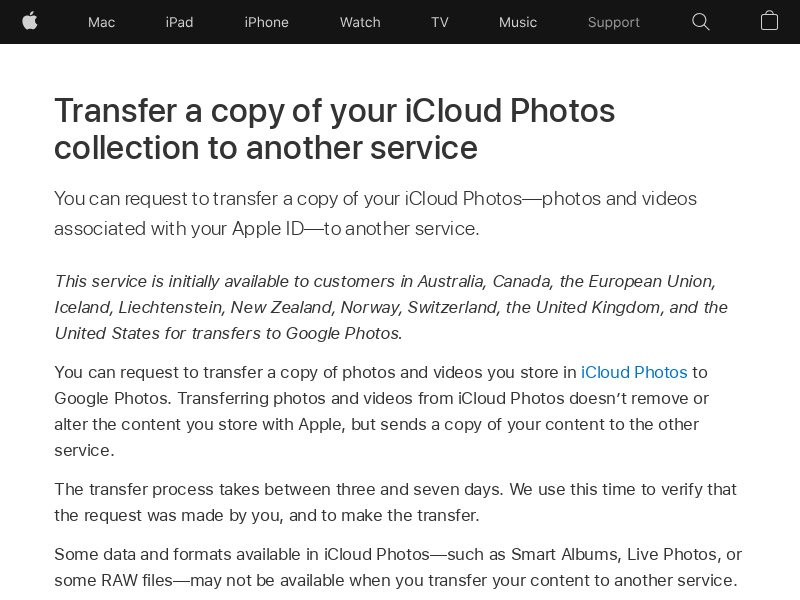 Mac iPad iPhone Watch TV Music Support
Transfer a copy of your iCloud Photos
collection to another service
You can request to transfer a copy of your iCloud Photos—photos and videos
associated with your Apple ID—to another service.
This service is initially available to customers in Australia, Canada, the European Union,
Iceland, Liechtenstein, New Zealand, Norway, Switzerland, the United Kingdom, and the
United States for transfers to Google Photos.
You can request to transfer a copy of photos and videos you store in iCloud Photos to
Google Photos. Transferring photos and videos from iCloud Photos doesn’t remove or
alter the content you store with Apple, but sends a copy of your content to the other
service.
The transfer process takes between three and seven days. We use this time to verify that
the request was made by you, and to make the transfer.
Some data and formats available in iCloud Photos—such as Smart Albums, Live Photos, or
some RAW files—may not be available when you transfer your content to another service.